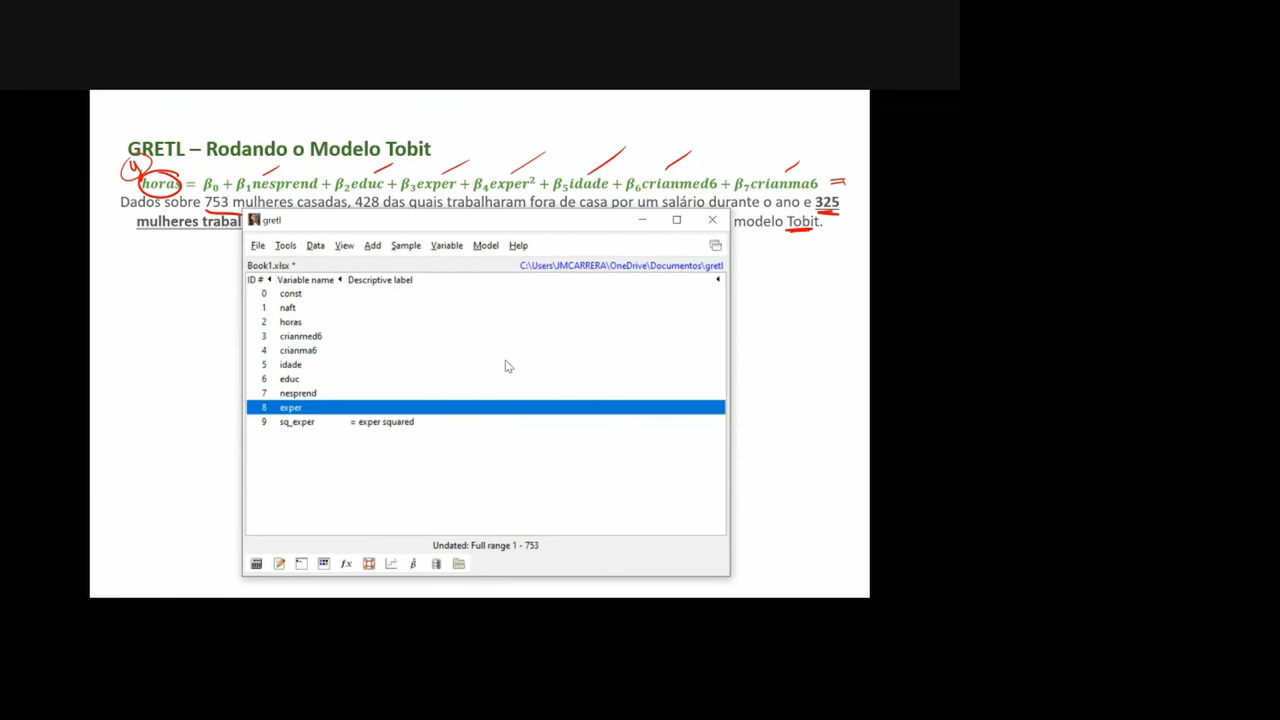 GRETL – Rodando o Modelo Tobit
y
horas = β₀ + β₁nesprend + β₂educ + β₃exper + β₄exper² + β₅idade + β₆crianmed6 + β₇crianma6
Dados sobre 753 mulheres casadas, 428 das quais trabalharam fora de casa por um salário durante o ano e 325
mulheres trabal modelo Tobit.
gretl
File Tools Data View Add Sample Variable Model Help
Book1.xlsx * C:\Users\JMCARRERA\OneDrive\Documentos\gretl
ID # Variable name Descriptive label
0 const
1 naft
2 horas
3 crianmed6
4 crianma6
5 idade
6 educ
7 nesprend
8 exper
9 sq_exper = exper squared
Undated: Full range 1 - 753
fx β̂